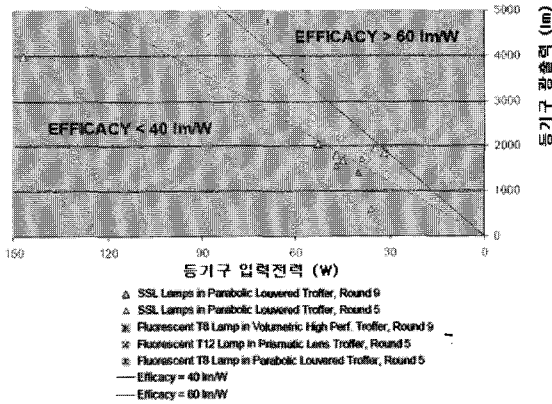 5000
EFFICACY > 60 lm/W
4000
3000
EFFICACY < 40 lm/W
2000
1000
0
등기구 광출력 (lm)
150 120 90 60 30 0
등기구 입력전력 (W)
SSL Lamps in Parabolic Louvered Troffer, Round 9
SSL Lamps in Parabolic Louvered Troffer, Round 5
Fluorescent T8 Lamp in Volumetric High Perf. Troffer, Round 9
Fluorescent T12 Lamp in Prismatic Lens Troffer, Round 5
Fluorescent T8 Lamp in Parabolic Louvered Troffer, Round 5
Efficacy = 40 lm/W
Efficacy = 60 lm/W